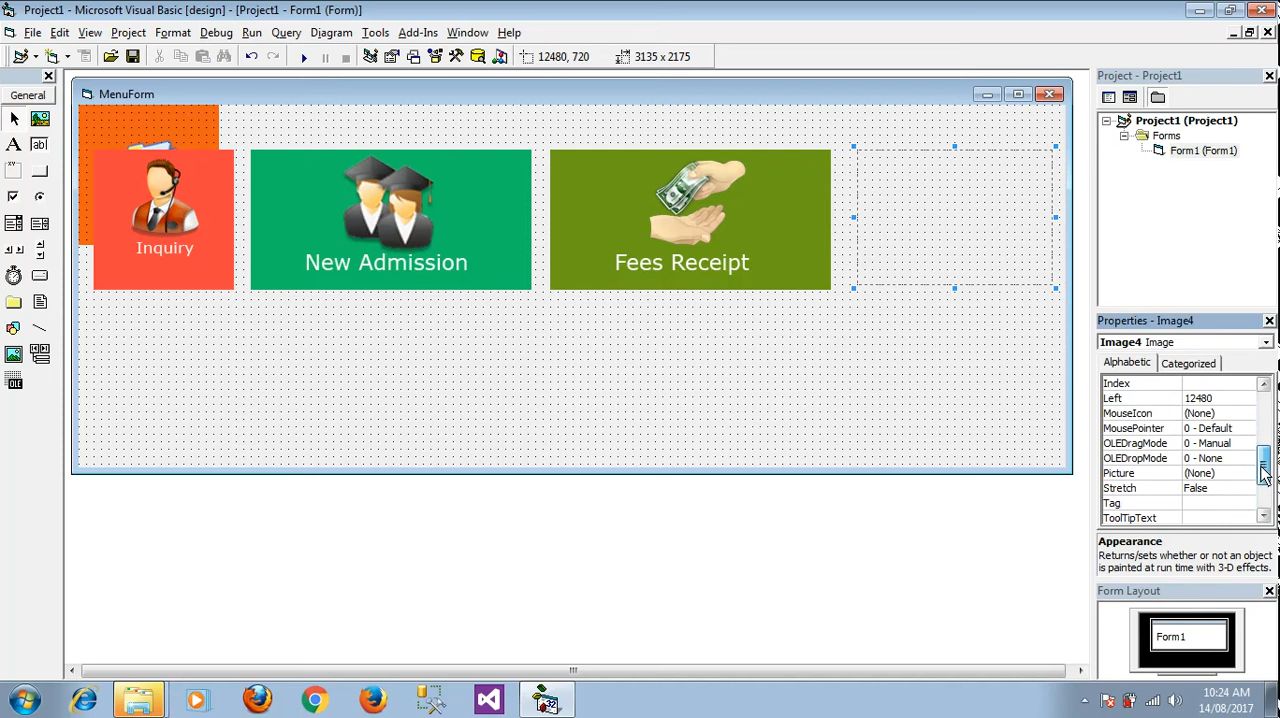 Project1 - Microsoft Visual Basic [design] - [Project1 - Form1 (Form)]
File Edit View Project Format Debug Run Query Diagram Tools Add-Ins Window Help
12480, 720 3135 x 2175
General
MenuForm
Inquiry
New Admission
Fees Receipt
Project - Project1
Project1 (Project1)
Forms
Form1 (Form1)
Properties - Image4
Image4 Image
Alphabetic Categorized
Index
Left 12480
MouseIcon (None)
MousePointer 0 - Default
OLEDragMode 0 - Manual
OLEDropMode 0 - None
Picture (None)
Stretch False
Tag
ToolTipText
Appearance
Returns/sets whether or not an object
is painted at run time with 3-D effects.
Form Layout
Form1
10:24 AM
14/08/2017